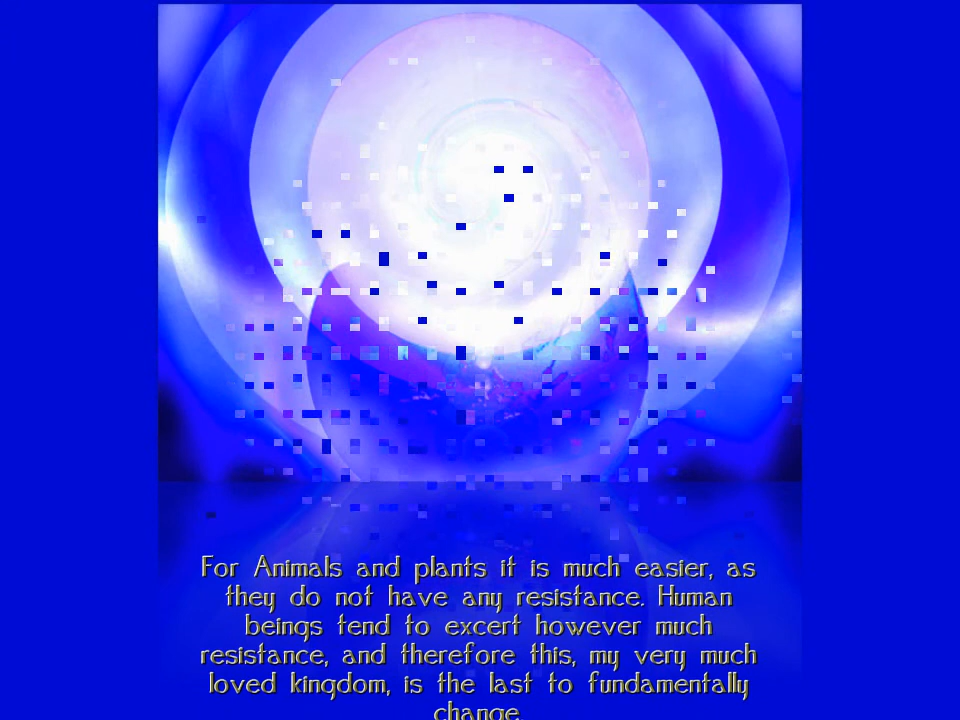 For Animals and plants it is much easier, as
they do not have any resistance. Human
beings tend to excert however much
resistance, and therefore this, my very much
loved kingdom, is the last to fundamentally
change.